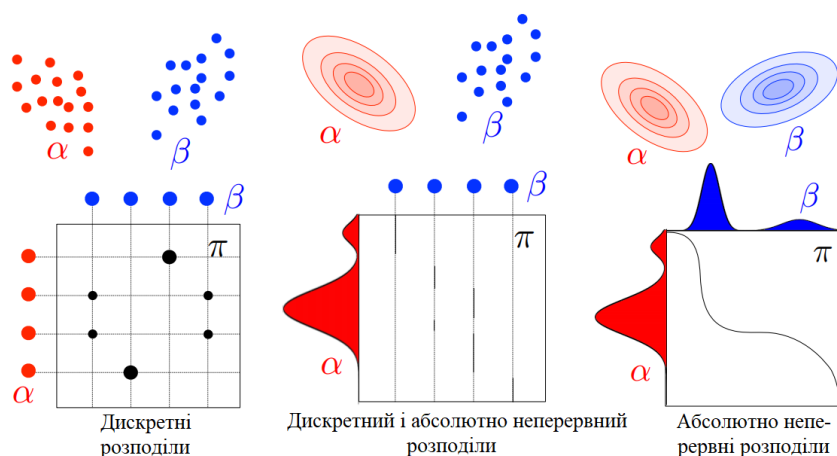 α
β
α
β
α
β
β
π
α
β
π
α
β
π
α
Дискретні
розподіли
Дискретний і абсолютно неперервний
розподіли
Абсолютно непе-
рервні розподіли